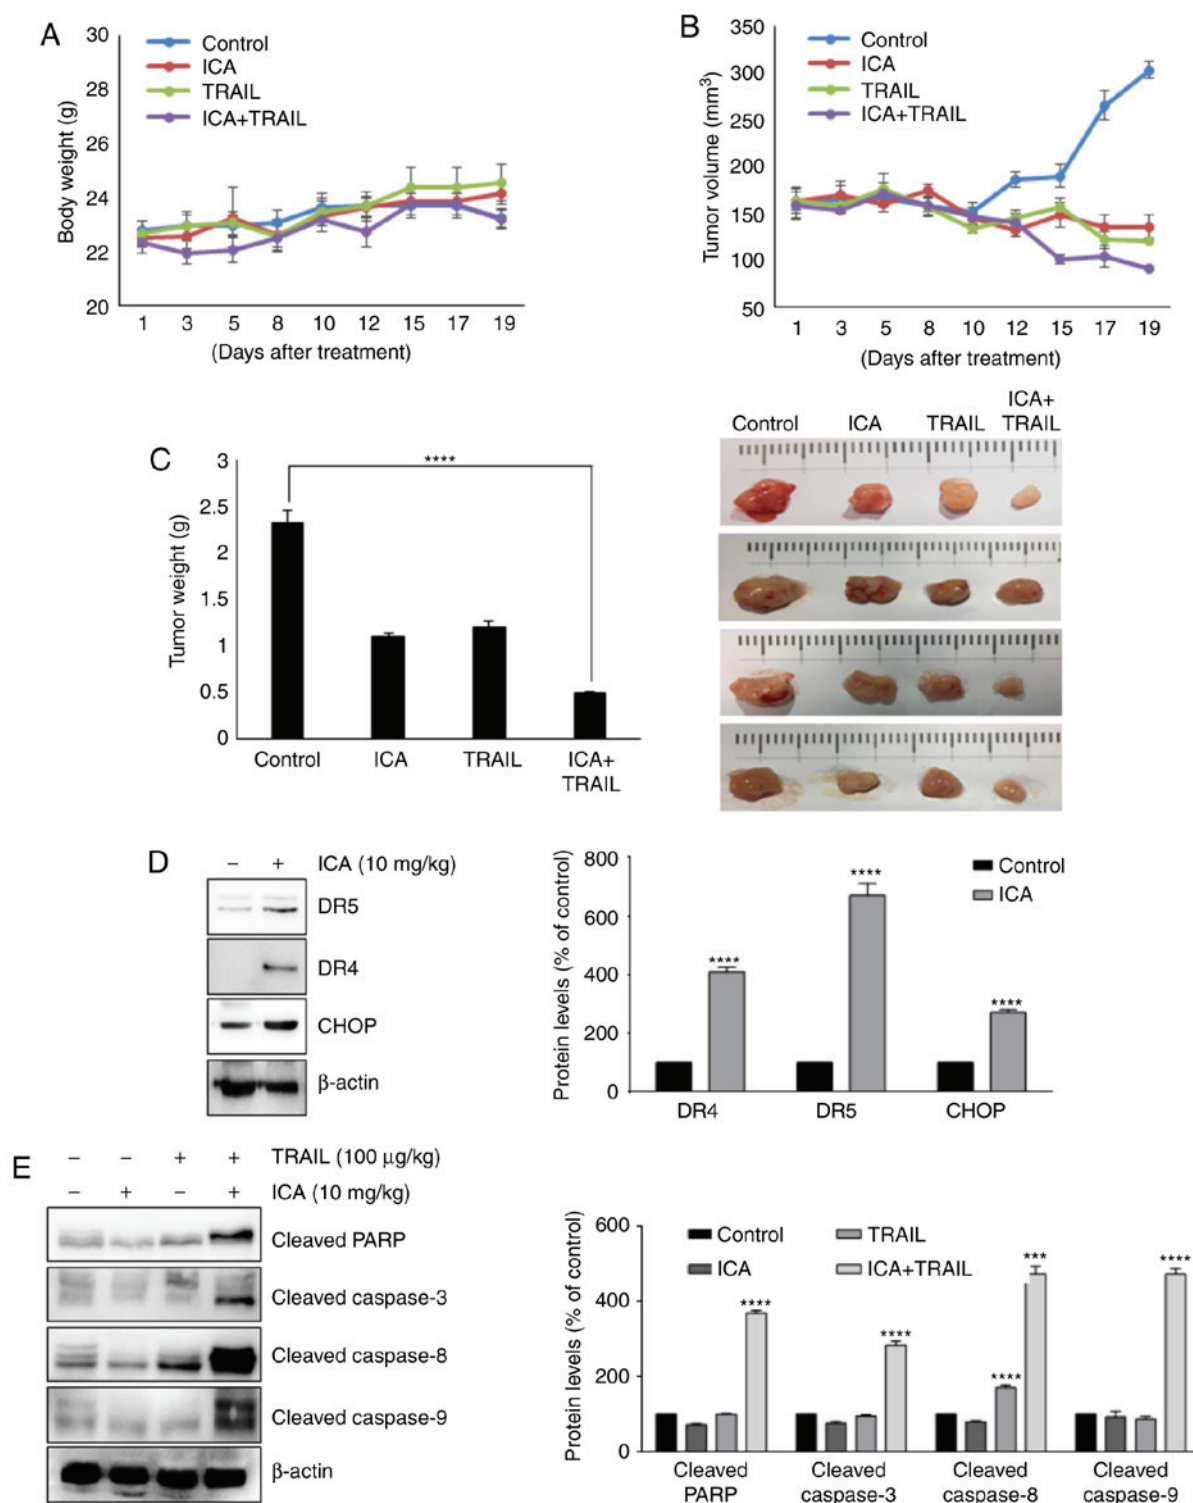 A
30
28
26
24
22
20
Body weight (g)
Control
ICA
TRAIL
ICA+TRAIL
1 3 5 8 10 12 15 17 19
(Days after treatment)
B
350
300
250
200
150
100
50
Tumor volume (mm³)
Control
ICA
TRAIL
ICA+TRAIL
1 3 5 8 10 12 15 17 19
(Days after treatment)
C
3
2.5
2
1.5
1
0.5
0
Tumor weight (g)
****
Control ICA TRAIL ICA+
TRAIL
Control ICA TRAIL ICA+
TRAIL
D
– + ICA (10 mg/kg)
DR5
DR4
CHOP
β-actin
800
600
400
200
0
Protein levels (% of control)
Control
ICA
****
****
****
DR4 DR5 CHOP
E
– – + + TRAIL (100 μg/kg)
– + – + ICA (10 mg/kg)
Cleaved PARP
Cleaved caspase-3
Cleaved caspase-8
Cleaved caspase-9
β-actin
600
400
200
0
Protein levels (% of control)
Control TRAIL
ICA ICA+TRAIL
****
****
****
***
****
Cleaved Cleaved Cleaved Cleaved
PARP caspase-3 caspase-8 caspase-9